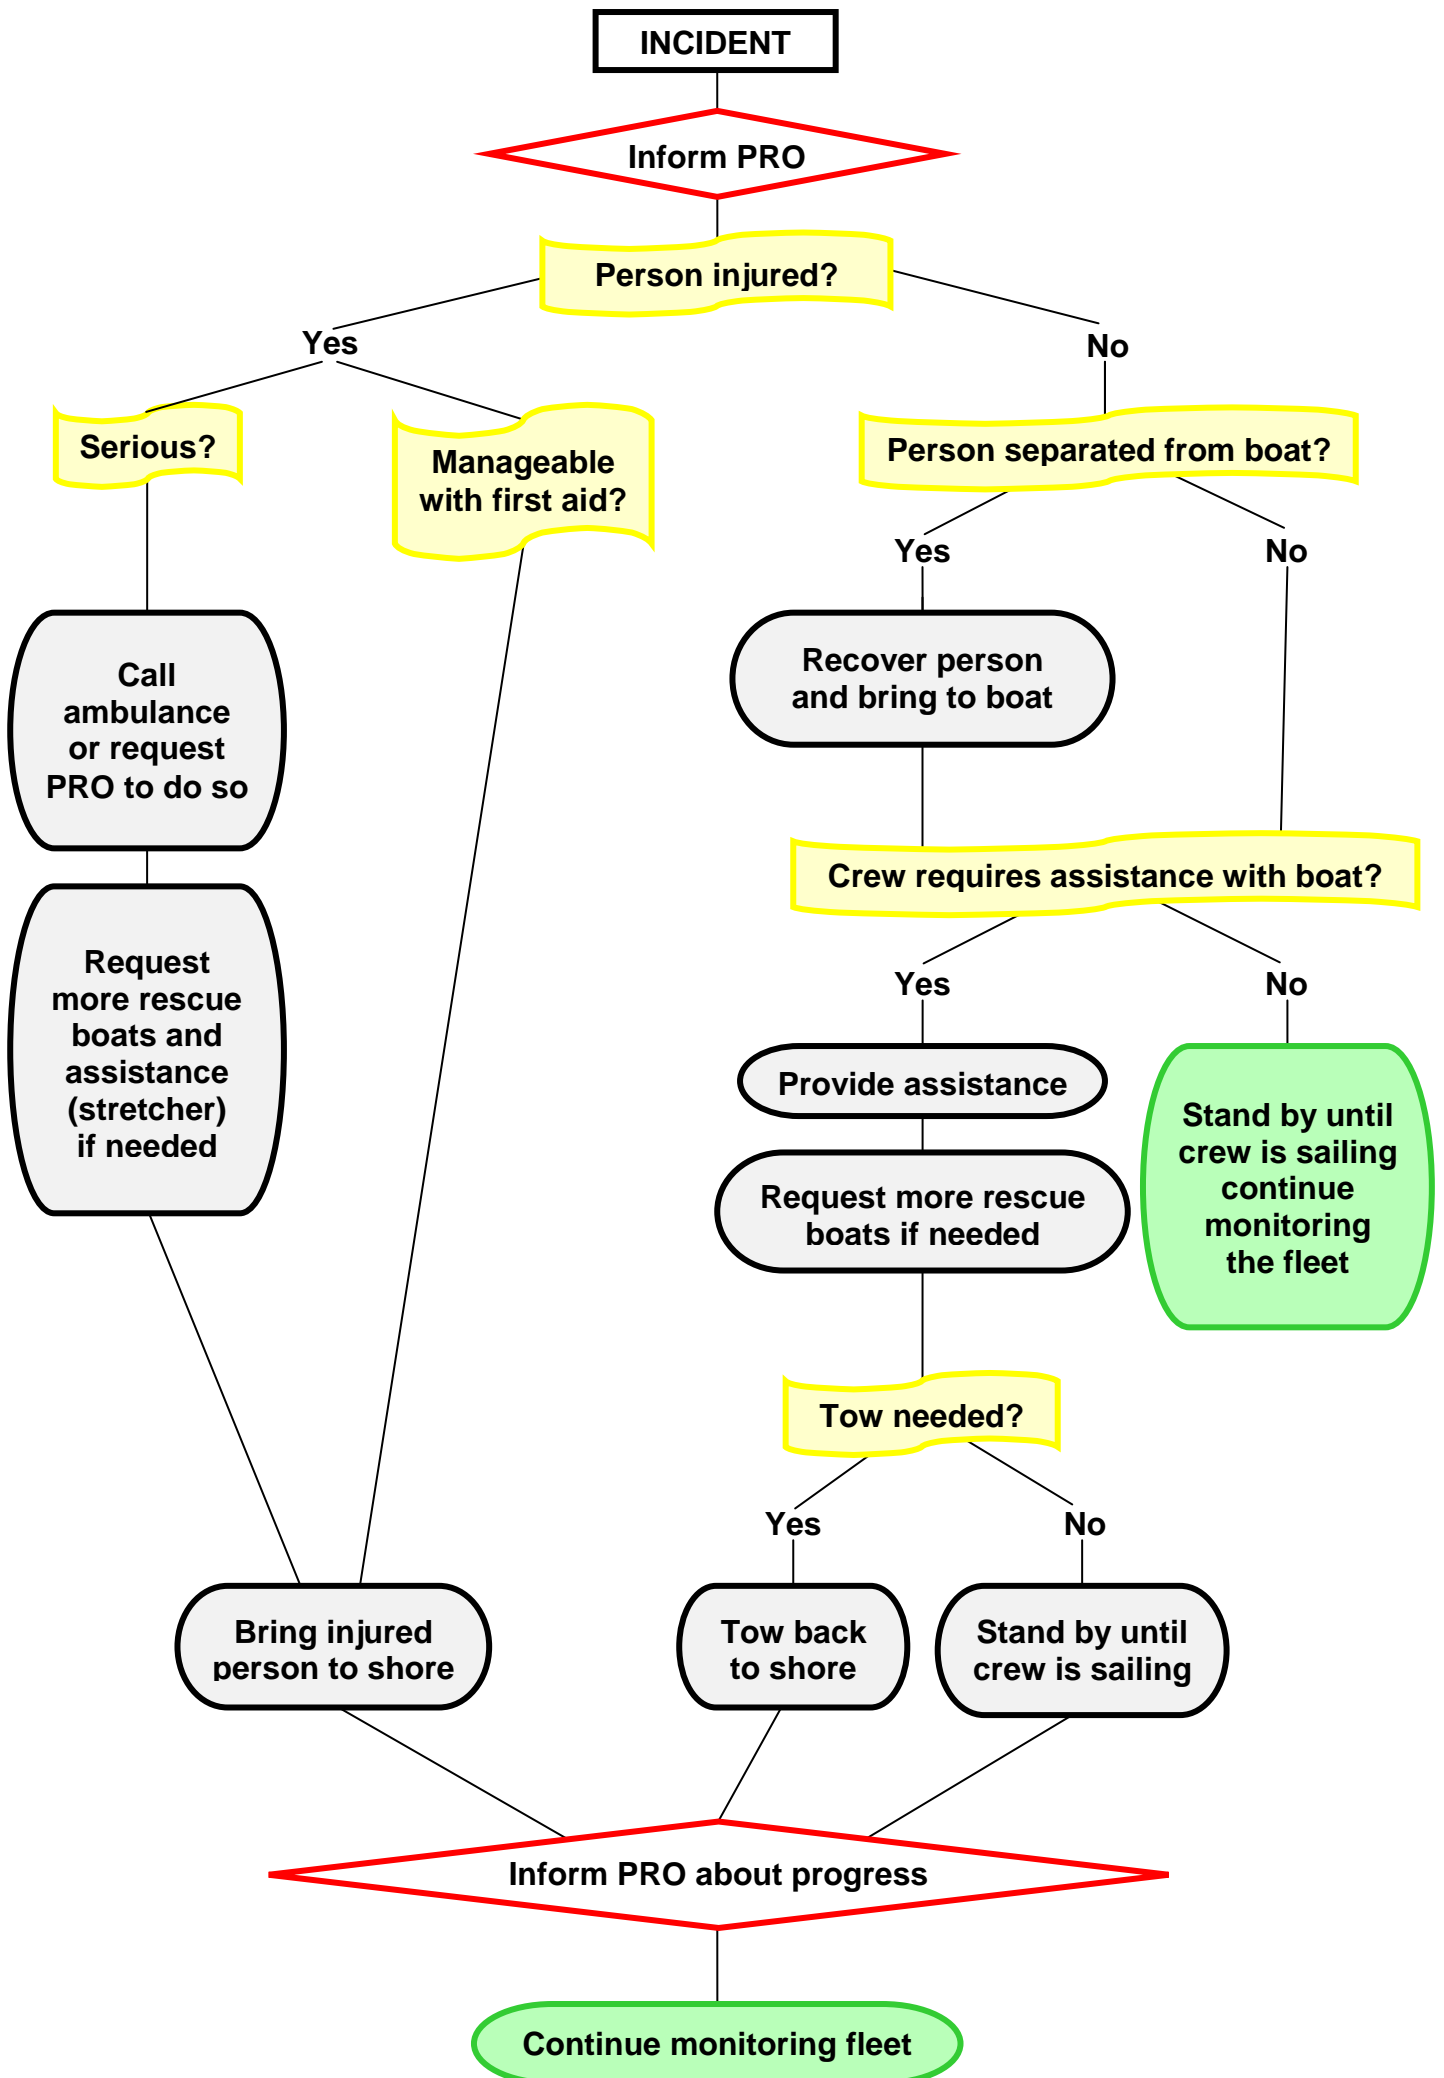 INCIDENT
Inform PRO
Person injured?
Yes
No
Serious?
Manageable
with first aid?
Person separated from boat?
Yes
No
Call
ambulance
or request
PRO to do so
Recover person
and bring to boat
Crew requires assistance with boat?
Request
more rescue
boats and
assistance
(stretcher)
if needed
Yes
No
Provide assistance
Request more rescue
boats if needed
Stand by until
crew is sailing
continue
monitoring
the fleet
Tow needed?
Yes
No
Bring injured
person to shore
Tow back
to shore
Stand by until
crew is sailing
Inform PRO about progress
Continue monitoring fleet